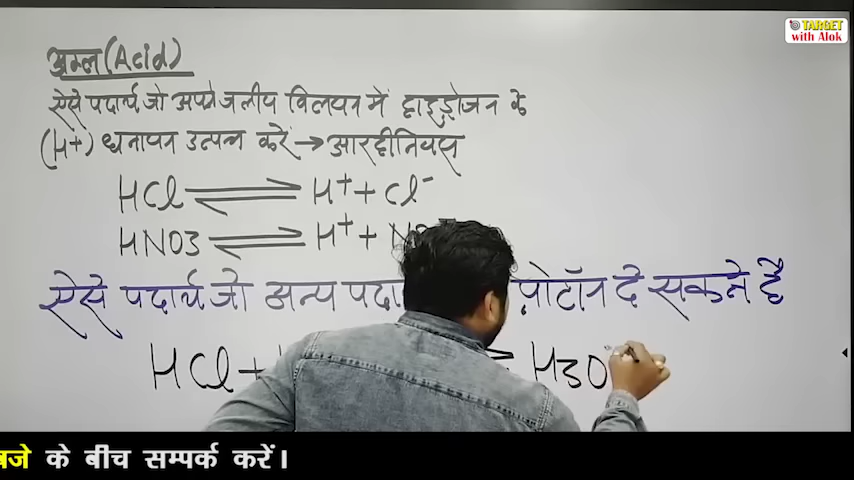 TARGET
with Alok
अम्ल (Acid)
ऐसे पदार्थ जो अपने जलीय विलयन में हाइड्रोजन के
(H+) धनायन उत्पन्न करें → आरहीनियस
HCl ⇌ H⁺ + Cl⁻
HNO3 ⇌ H⁺ + N
ऐसे पदार्थ जो अन्य पदा प्रोटॉन दे सकते है
HCl + H3O
बजे के बीच सम्पर्क करें।